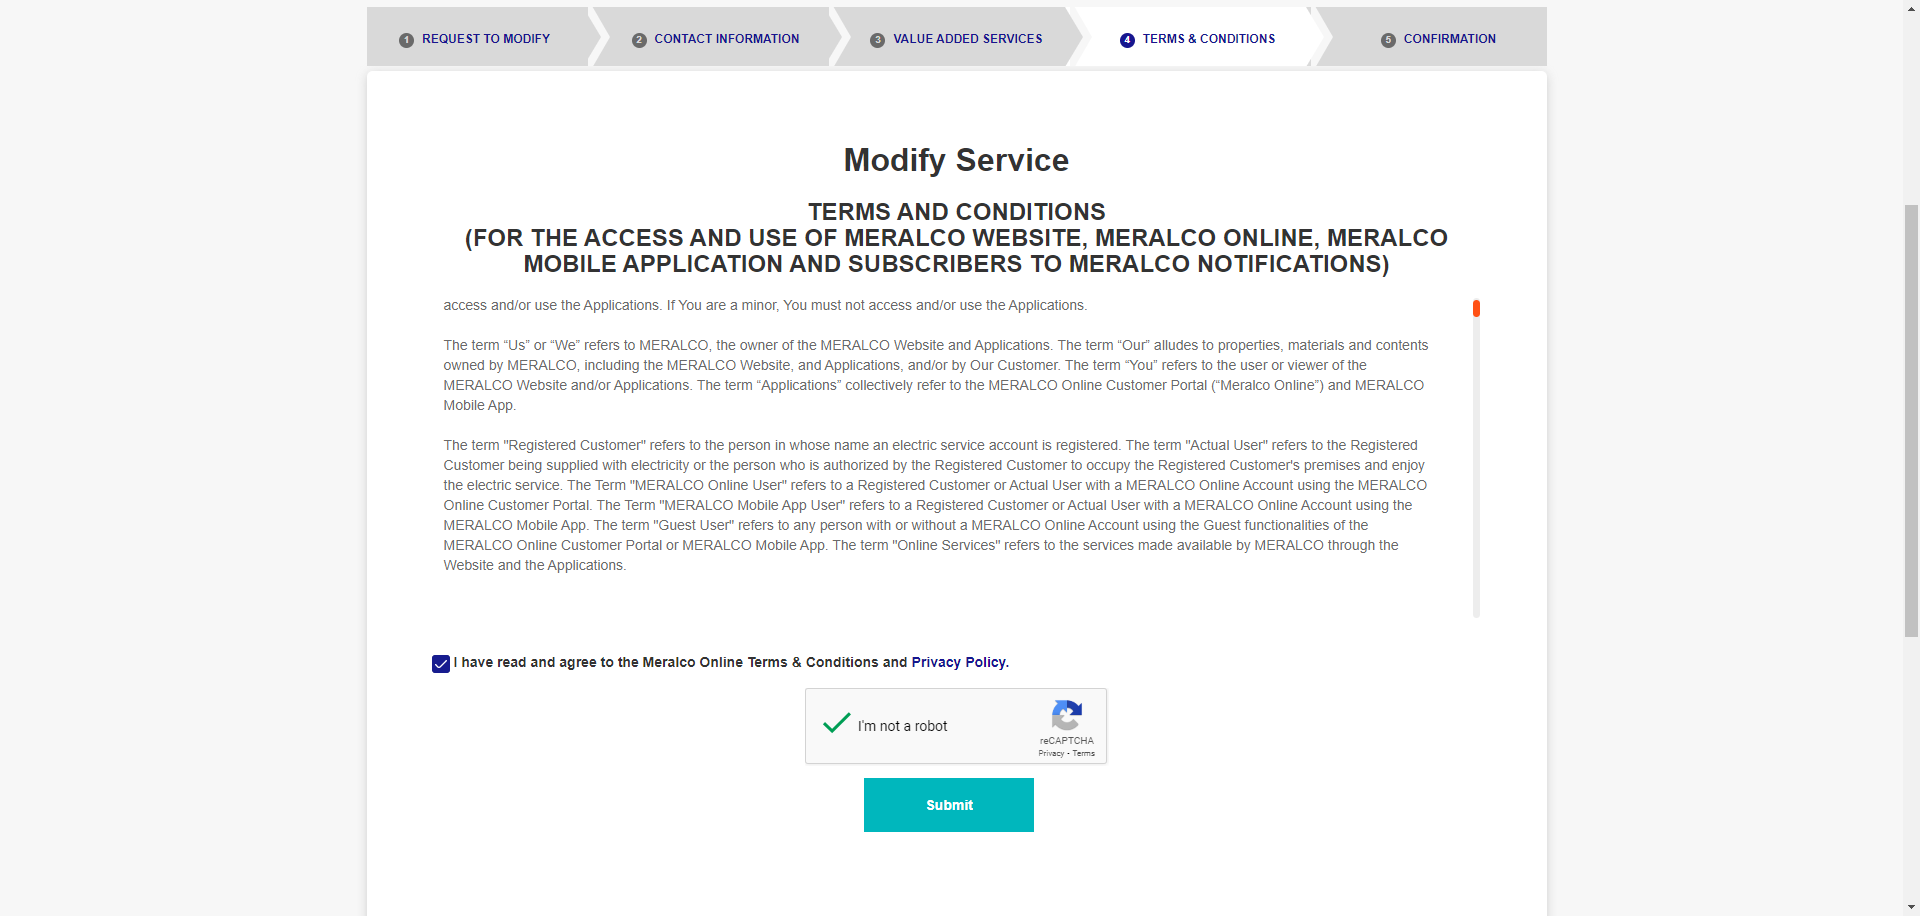 1 REQUEST TO MODIFY
2 CONTACT INFORMATION
3 VALUE ADDED SERVICES
4 TERMS & CONDITIONS
5 CONFIRMATION
Modify Service
TERMS AND CONDITIONS
(FOR THE ACCESS AND USE OF MERALCO WEBSITE, MERALCO ONLINE, MERALCO
MOBILE APPLICATION AND SUBSCRIBERS TO MERALCO NOTIFICATIONS)
access and/or use the Applications. If You are a minor, You must not access and/or use the Applications.
The term “Us” or “We” refers to MERALCO, the owner of the MERALCO Website and Applications. The term “Our” alludes to properties, materials and contents
owned by MERALCO, including the MERALCO Website, and Applications, and/or by Our Customer. The term “You” refers to the user or viewer of the
MERALCO Website and/or Applications. The term “Applications” collectively refer to the MERALCO Online Customer Portal (“Meralco Online”) and MERALCO
Mobile App.
The term "Registered Customer" refers to the person in whose name an electric service account is registered. The term "Actual User" refers to the Registered
Customer being supplied with electricity or the person who is authorized by the Registered Customer to occupy the Registered Customer's premises and enjoy
the electric service. The Term "MERALCO Online User" refers to a Registered Customer or Actual User with a MERALCO Online Account using the MERALCO
Online Customer Portal. The Term "MERALCO Mobile App User" refers to a Registered Customer or Actual User with a MERALCO Online Account using the
MERALCO Mobile App. The term "Guest User" refers to any person with or without a MERALCO Online Account using the Guest functionalities of the
MERALCO Online Customer Portal or MERALCO Mobile App. The term "Online Services" refers to the services made available by MERALCO through the
Website and the Applications.
I have read and agree to the Meralco Online Terms & Conditions and Privacy Policy.
I'm not a robot
reCAPTCHA
Privacy - Terms
Submit